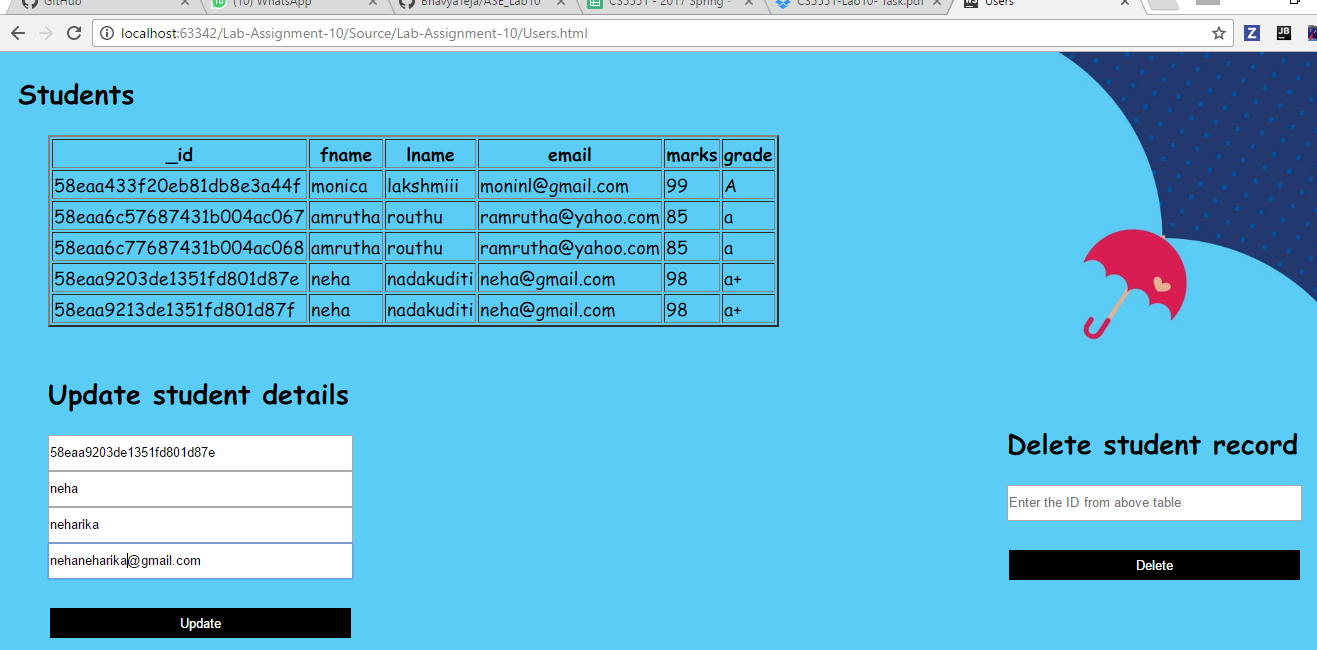 GitHub (10) WhatsApp BhavyaTeja/ASE_Lab10 CS5551 - 2017 Spring - CS5551-Lab10- Task.pdf Users
localhost:63342/Lab-Assignment-10/Source/Lab-Assignment-10/Users.html
Students
_id fname lname email marks grade
58eaa433f20eb81db8e3a44f monica lakshmiii moninl@gmail.com 99 A
58eaa6c57687431b004ac067 amrutha routhu ramrutha@yahoo.com 85 a
58eaa6c77687431b004ac068 amrutha routhu ramrutha@yahoo.com 85 a
58eaa9203de1351fd801d87e neha nadakuditi neha@gmail.com 98 a+
58eaa9213de1351fd801d87f neha nadakuditi neha@gmail.com 98 a+
Update student details
58eaa9203de1351fd801d87e
neha
neharika
nehaneharika@gmail.com
Update
Delete student record
Enter the ID from above table
Delete